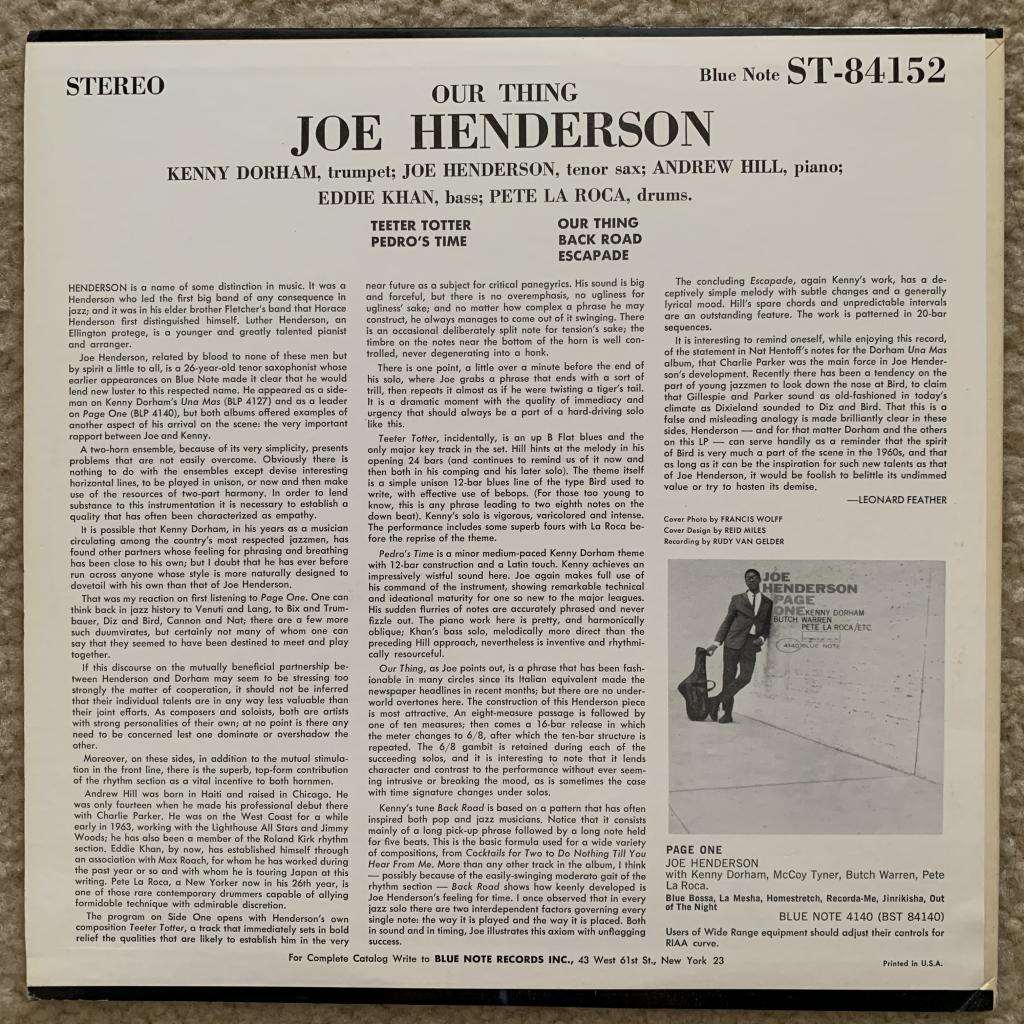 STEREO
Blue Note ST-84152
OUR THING
JOE HENDERSON
KENNY DORHAM, trumpet; JOE HENDERSON, tenor sax; ANDREW HILL, piano;
EDDIE KHAN, bass; PETE LA ROCA, drums.
TEETER TOTTER
PEDRO'S TIME
OUR THING
BACK ROAD
ESCAPADE
HENDERSON is a name of some distinction in music. It was a
Henderson who led the first big band of any consequence in
jazz; and it was in his elder brother Fletcher's band that Horace
Henderson first distinguished himself. Luther Henderson, an
Ellington protege, is a younger and greatly talented pianist
and arranger.
Joe Henderson, related by blood to none of these men but
by spirit a little to all, is a 26-year-old tenor saxophonist whose
earlier appearances on Blue Note made it clear that he would
lend new luster to this respected name. He appeared as a side-
man on Kenny Dorham's Una Mas (BLP 4127) and as a leader
on Page One (BLP 4140), but both albums offered examples of
another aspect of his arrival on the scene: the very important
rapport between Joe and Kenny.
A two-horn ensemble, because of its very simplicity, presents
problems that are not easily overcome. Obviously there is
nothing to do with the ensembles except devise interesting
horizontal lines, to be played in unison, or now and then make
use of the resources of two-part harmony. In order to lend
substance to this instrumentation it is necessary to establish a
quality that has often been characterized as empathy.
It is possible that Kenny Dorham, in his years as a musician
circulating among the country's most respected jazzmen, has
found other partners whose feeling for phrasing and breathing
has been close to his own; but I doubt that he has ever before
run across anyone whose style is more naturally designed to
dovetail with his own than that of Joe Henderson.
That was my reaction on first listening to Page One. One can
think back in jazz history to Venuti and Lang, to Bix and Trum-
bauer, Diz and Bird, Cannon and Nat; there are a few more
such duumvirates, but certainly not many of whom one can
say that they seemed to have been destined to meet and play
together.
If this discourse on the mutually beneficial partnership be-
tween Henderson and Dorham may seem to be stressing too
strongly the matter of cooperation, it should not be inferred
that their individual talents are in any way less valuable than
their joint efforts. As composers and soloists, both are artists
with strong personalities of their own; at no point is there any
need to be concerned lest one dominate or overshadow the
other.
Moreover, on these sides, in addition to the mutual stimula-
tion in the front line, there is the superb, top-form contribution
of the rhythm section as a vital incentive to both hornmen.
Andrew Hill was born in Haiti and raised in Chicago. He
was only fourteen when he made his professional debut there
with Charlie Parker. He was on the West Coast for a while
early in 1963, working with the Lighthouse All Stars and Jimmy
Woods; he has also been a member of the Roland Kirk rhythm
section. Eddie Khan, by now, has established himself through
an association with Max Roach, for whom he has worked during
the past year or so and with whom he is touring Japan at this
writing. Pete La Roca, a New Yorker now in his 26th year, is
one of those rare contemporary drummers capable of allying
formidable technique with admirable discretion.
The program on Side One opens with Henderson's own
composition Teeter Totter, a track that immediately sets in bold
relief the qualities that are likely to establish him in the very
near future as a subject for critical panegyrics. His sound is big
and forceful, but there is no overemphasis, no ugliness for
ugliness' sake; and no matter how complex a phrase he may
construct, he always manages to come out of it swinging. There
is an occasional deliberately split note for tension's sake; the
timbre on the notes near the bottom of the horn is well con-
trolled, never degenerating into a honk.
There is one point, a little over a minute before the end of
his solo, where Joe grabs a phrase that ends with a sort of
trill, then repeats it almost as if he were twisting a tiger's tail.
It is a dramatic moment with the quality of immediacy and
urgency that should always be a part of a hard-driving solo
like this.
Teeter Totter, incidentally, is an up B Flat blues and the
only major key track in the set. Hill hints at the melody in his
opening 24 bars (and continues to remind us of it now and
then both in his comping and his later solo). The theme itself
is a simple unison 12-bar blues line of the type Bird used to
write, with effective use of bebops. (For those too young to
know, this is any phrase leading to two eighth notes on the
down beat). Kenny's solo is vigorous, varicolored and intense.
The performance includes some superb fours with La Roca be-
fore the reprise of the theme.
Pedro's Time is a minor medium-paced Kenny Dorham theme
with 12-bar construction and a Latin touch. Kenny achieves an
impressively wistful sound here. Joe again makes full use of
his command of the instrument, showing remarkable technical
and ideational maturity for one so new to the major leagues.
His sudden flurries of notes are accurately phrased and never
fizzle out. The piano work here is pretty, and harmonically
oblique; Khan's bass solo, melodically more direct than the
preceding Hill approach, nevertheless is inventive and rhythmi-
cally resourceful.
Our Thing, as Joe points out, is a phrase that has been fash-
ionable in many circles since its Italian equivalent made the
newspaper headlines in recent months; but there are no under-
world overtones here. The construction of this Henderson piece
is most attractive. An eight-measure passage is followed by
one of ten measures; then comes a 16-bar release in which
the meter changes to 6/8, after which the ten-bar structure is
repeated. The 6/8 gambit is retained during each of the
succeeding solos, and it is interesting to note that it lends
character and contrast to the performance without ever seem-
ing intrusive or breaking the mood, as is sometimes the case
with time signature changes under solos.
Kenny's tune Back Road is based on a pattern that has often
inspired both pop and jazz musicians. Notice that it consists
mainly of a long pick-up phrase followed by a long note held
for five beats. This is the basic formula used for a wide variety
of compositions, from Cocktails for Two to Do Nothing Till You
Hear From Me. More than any other track in the album, I think
— possibly because of the easily-swinging moderato gait of the
rhythm section — Back Road shows how keenly developed is
Joe Henderson's feeling for time. I once observed that in every
jazz solo there are two interdependent factors governing every
single note: the way it is played and the way it is placed. Both
in sound and in timing, Joe illustrates this axiom with unflagging
success.
The concluding Escapade, again Kenny's work, has a de-
ceptively simple melody with subtle changes and a generally
lyrical mood. Hill's spare chords and unpredictable intervals
are an outstanding feature. The work is patterned in 20-bar
sequences.
It is interesting to remind oneself, while enjoying this record,
of the statement in Nat Hentoff's notes for the Dorham Una Mas
album, that Charlie Parker was the main force in Joe Hender-
son's development. Recently there has been a tendency on the
part of young jazzmen to look down the nose at Bird, to claim
that Gillespie and Parker sound as old-fashioned in today's
climate as Dixieland sounded to Diz and Bird. That this is a
false and misleading analogy is made brilliantly clear in these
sides. Henderson — and for that matter Dorham and the others
on this LP — can serve handily as a reminder that the spirit
of Bird is very much a part of the scene in the 1960s, and that
as long as it can be the inspiration for such new talents as that
of Joe Henderson, it would be foolish to belittle its undimmed
value or try to hasten its demise.
—LEONARD FEATHER
Cover Photo by FRANCIS WOLFF
Cover Design by REID MILES
Recording by RUDY VAN GELDER
JOE
HENDERSON
PAGE
ONE KENNY DORHAM
BUTCH WARREN
PETE LA ROCA/ETC.
4140 BLUE NOTE
PAGE ONE
JOE HENDERSON
with Kenny Dorham, McCoy Tyner, Butch Warren, Pete
La Roca.
Blue Bossa, La Mesha, Homestretch, Recorda-Me, Jinrikisha, Out
of The Night
BLUE NOTE 4140 (BST 84140)
Users of Wide Range equipment should adjust their controls for
RIAA curve.
For Complete Catalog Write to BLUE NOTE RECORDS INC., 43 West 61st St., New York 23
Printed in U.S.A.